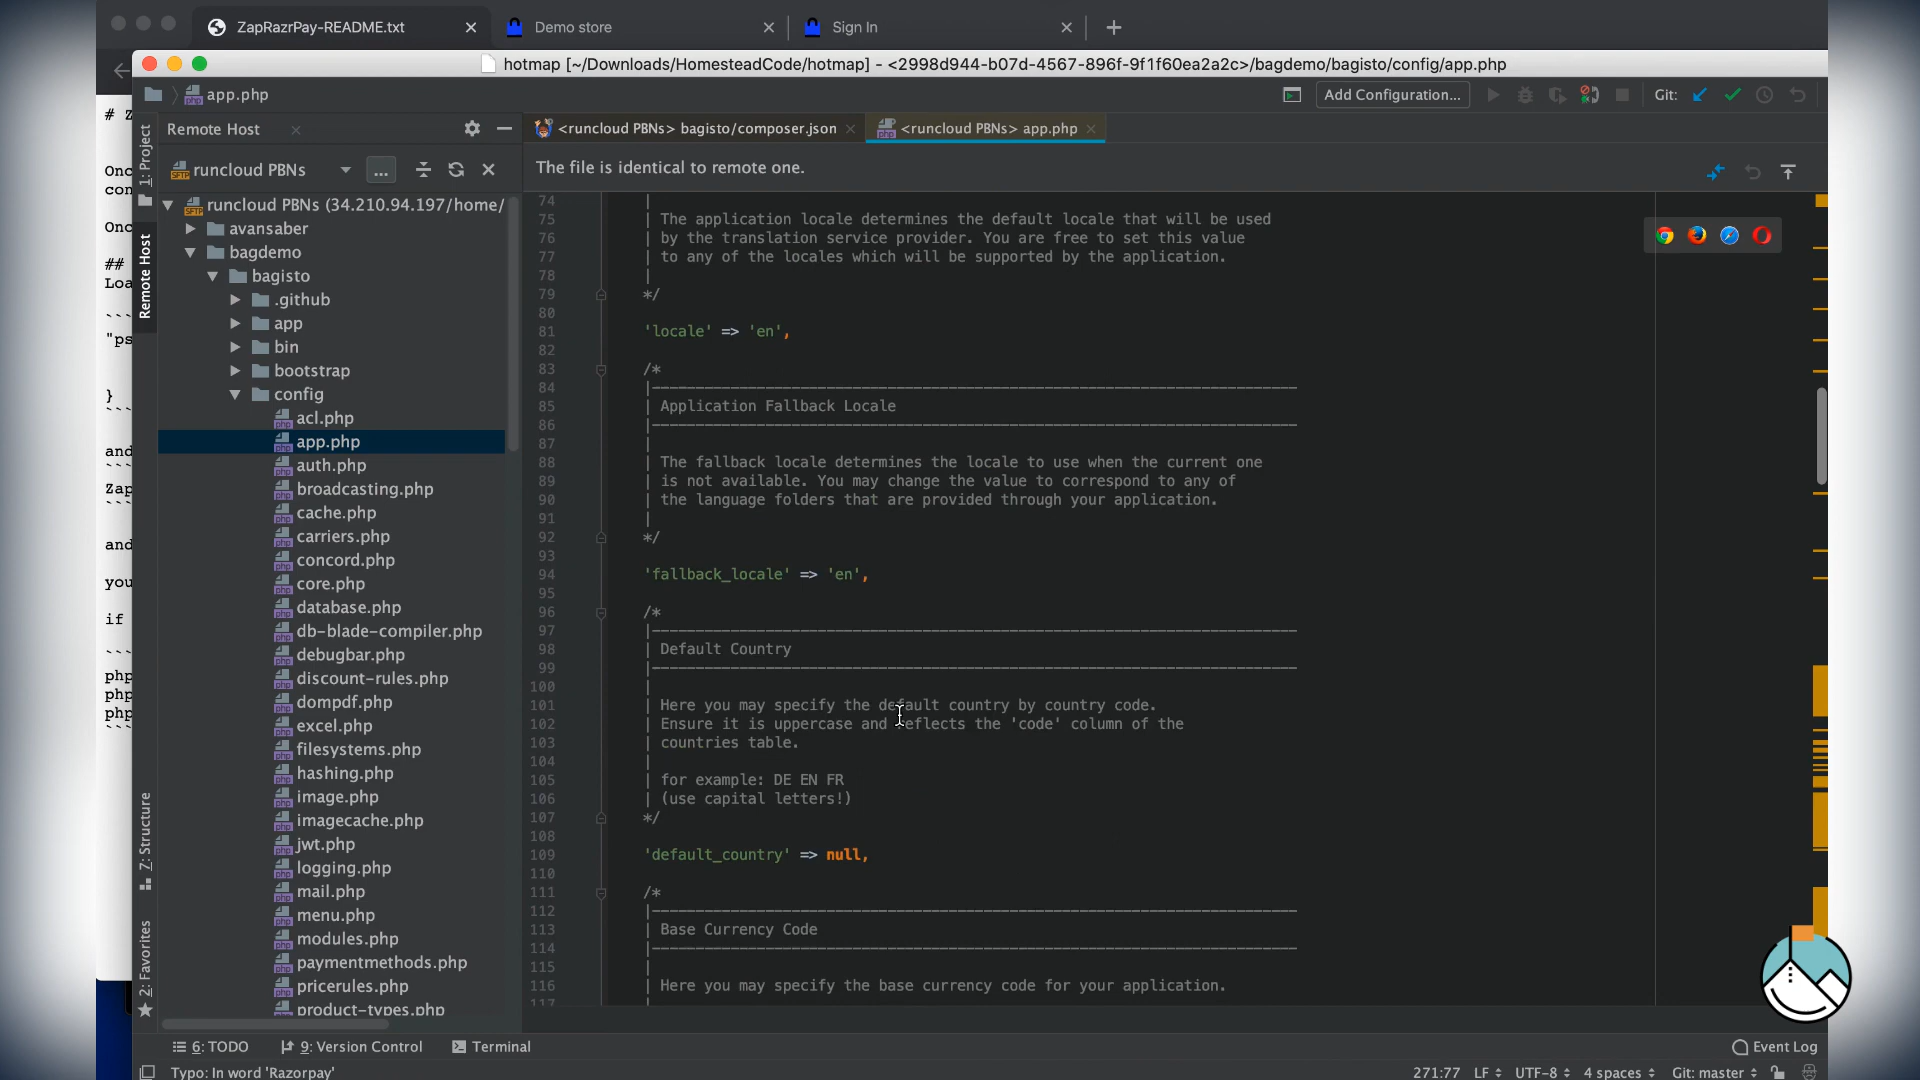 ZapRazrPay-README.txt
Demo store
Sign In
hotmap [~/Downloads/HomesteadCode/hotmap] - <2998d944-b07d-4567-896f-9f1f60ea2a2c>/bagdemo/bagisto/config/app.php
app.php
Add Configuration...
Git:
# Z
Onc
con
Onc
##
Loa
```
"ps
}
```
and
```
Zap
```
and
you
if
```
php
php
php
```
1: Project
Remote Host
7: Structure
2: Favorites
Remote Host
<runcloud PBNs> bagisto/composer.json
<runcloud PBNs> app.php
runcloud PBNs
...
The file is identical to remote one.
runcloud PBNs (34.210.94.197/home/
avansaber
bagdemo
bagisto
.github
app
bin
bootstrap
config
acl.php
app.php
auth.php
broadcasting.php
cache.php
carriers.php
concord.php
core.php
database.php
db-blade-compiler.php
debugbar.php
discount-rules.php
dompdf.php
excel.php
filesystems.php
hashing.php
image.php
imagecache.php
jwt.php
logging.php
mail.php
menu.php
modules.php
paymentmethods.php
pricerules.php
product-types.php
74 |
75 | The application locale determines the default locale that will be used
76 | by the translation service provider. You are free to set this value
77 | to any of the locales which will be supported by the application.
78 |
79 */
80
81 'locale' => 'en',
82
83 /*
84 |--------------------------------------------------------------------------
85 | Application Fallback Locale
86 |--------------------------------------------------------------------------
87 |
88 | The fallback locale determines the locale to use when the current one
89 | is not available. You may change the value to correspond to any of
90 | the language folders that are provided through your application.
91 |
92 */
93
94 'fallback_locale' => 'en',
95
96 /*
97 |--------------------------------------------------------------------------
98 | Default Country
99 |--------------------------------------------------------------------------
100 |
101 | Here you may specify the default country by country code.
102 | Ensure it is uppercase and reflects the 'code' column of the
103 | countries table.
104 |
105 | for example: DE EN FR
106 | (use capital letters!)
107 */
108
109 'default_country' => null,
110
111 /*
112 |--------------------------------------------------------------------------
113 | Base Currency Code
114 |--------------------------------------------------------------------------
115 |
116 | Here you may specify the base currency code for your application.
117 |
6: TODO
9: Version Control
Terminal
Event Log
Typo: In word 'Razorpay'
271:77
LF
UTF-8
4 spaces
Git: master